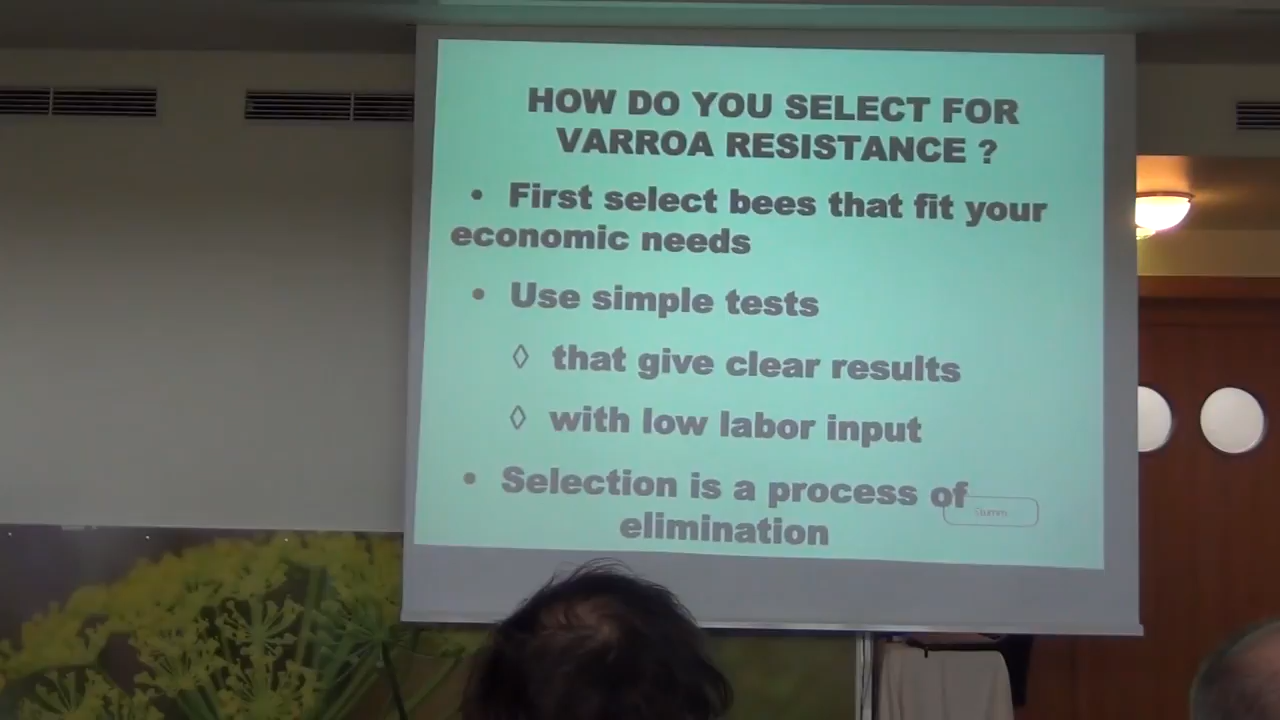 HOW DO YOU SELECT FOR
VARROA RESISTANCE ?
• First select bees that fit your
economic needs
• Use simple tests
◊ that give clear results
◊ with low labor input
• Selection is a process of
elimination
Stumm